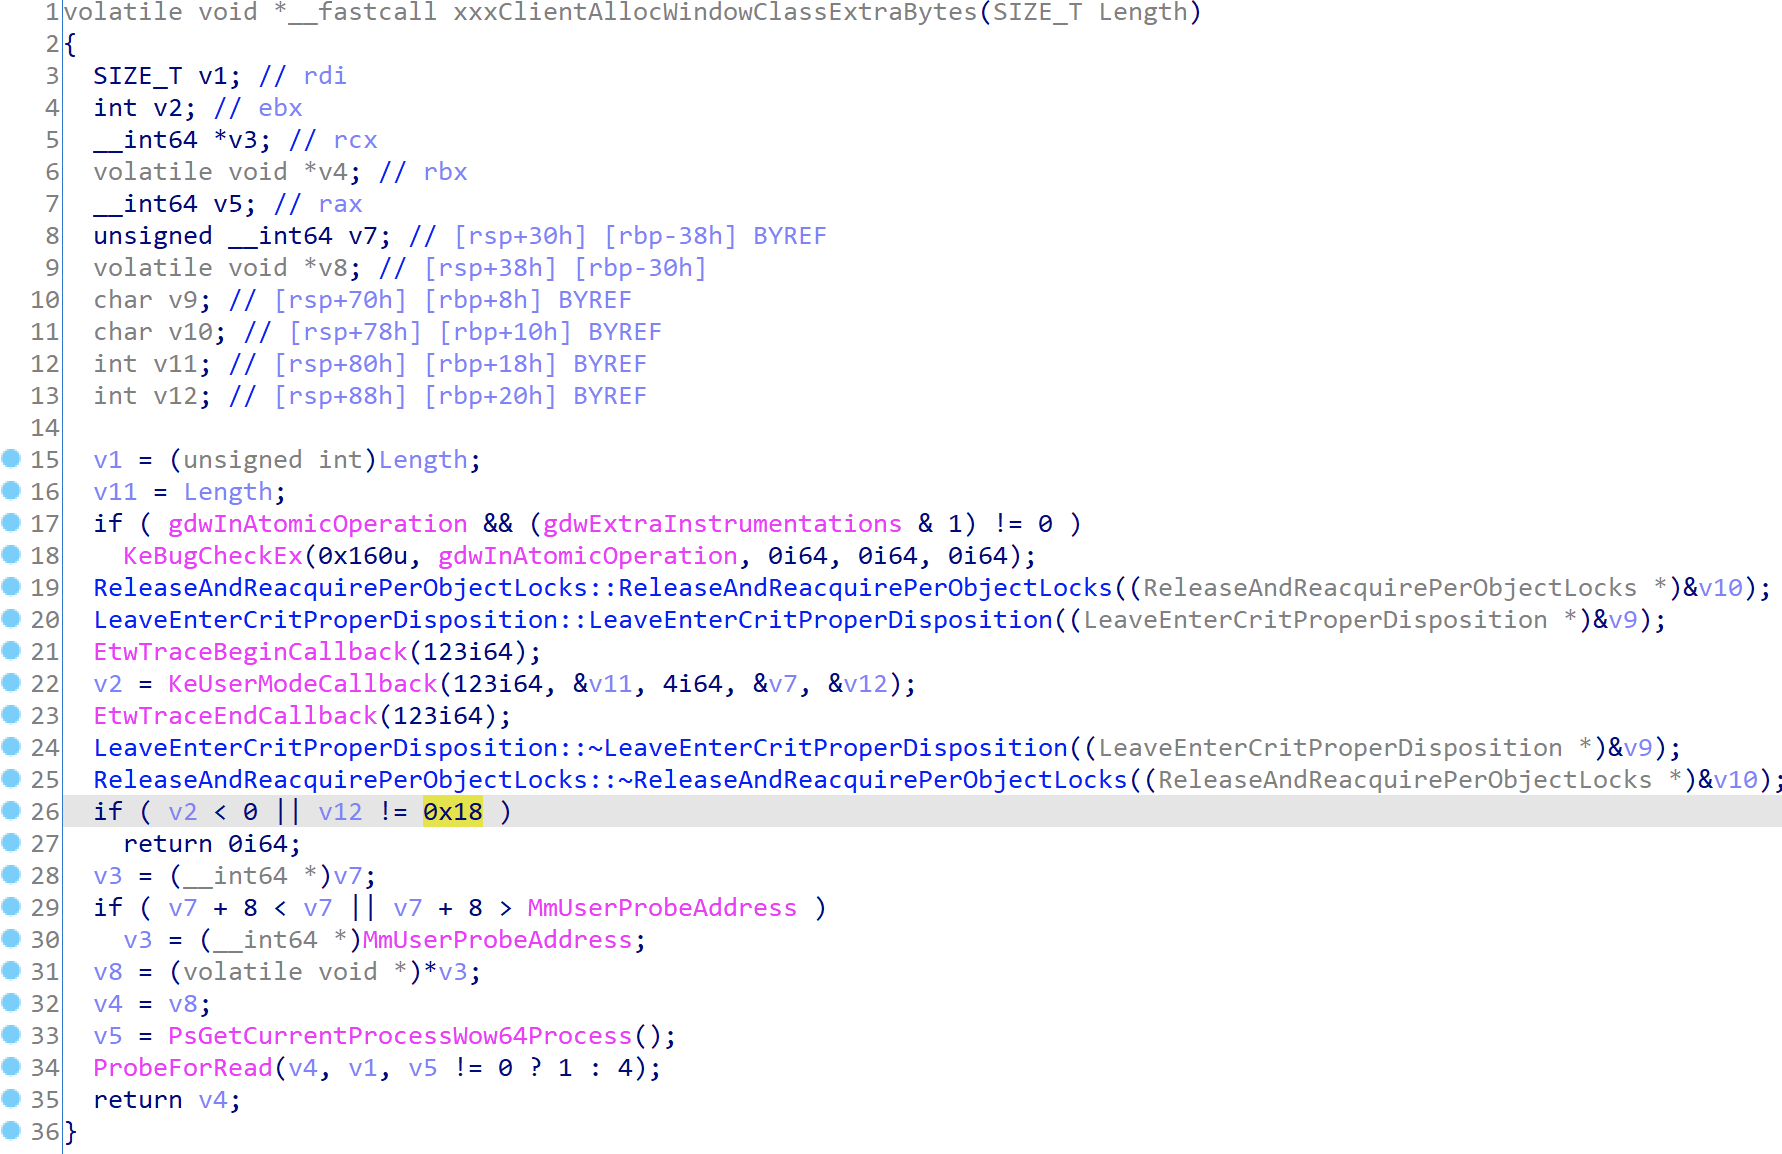 1 volatile void *__fastcall xxxClientAllocWindowClassExtraBytes(SIZE_T Length)
2 {
3   SIZE_T v1; // rdi
4   int v2; // ebx
5   __int64 *v3; // rcx
6   volatile void *v4; // rbx
7   __int64 v5; // rax
8   unsigned __int64 v7; // [rsp+30h] [rbp-38h] BYREF
9   volatile void *v8; // [rsp+38h] [rbp-30h]
10   char v9; // [rsp+70h] [rbp+8h] BYREF
11   char v10; // [rsp+78h] [rbp+10h] BYREF
12   int v11; // [rsp+80h] [rbp+18h] BYREF
13   int v12; // [rsp+88h] [rbp+20h] BYREF
14
15   v1 = (unsigned int)Length;
16   v11 = Length;
17   if ( gdwInAtomicOperation && (gdwExtraInstrumentations & 1) != 0 )
18     KeBugCheckEx(0x160u, gdwInAtomicOperation, 0i64, 0i64, 0i64);
19   ReleaseAndReacquirePerObjectLocks::ReleaseAndReacquirePerObjectLocks((ReleaseAndReacquirePerObjectLocks *)&v10);
20   LeaveEnterCritProperDisposition::LeaveEnterCritProperDisposition((LeaveEnterCritProperDisposition *)&v9);
21   EtwTraceBeginCallback(123i64);
22   v2 = KeUserModeCallback(123i64, &v11, 4i64, &v7, &v12);
23   EtwTraceEndCallback(123i64);
24   LeaveEnterCritProperDisposition::~LeaveEnterCritProperDisposition((LeaveEnterCritProperDisposition *)&v9);
25   ReleaseAndReacquirePerObjectLocks::~ReleaseAndReacquirePerObjectLocks((ReleaseAndReacquirePerObjectLocks *)&v10);
26   if ( v2 < 0 || v12 != 0x18 )
27     return 0i64;
28   v3 = (__int64 *)v7;
29   if ( v7 + 8 < v7 || v7 + 8 > MmUserProbeAddress )
30     v3 = (__int64 *)MmUserProbeAddress;
31   v8 = (volatile void *)*v3;
32   v4 = v8;
33   v5 = PsGetCurrentProcessWow64Process();
34   ProbeForRead(v4, v1, v5 != 0 ? 1 : 4);
35   return v4;
36 }